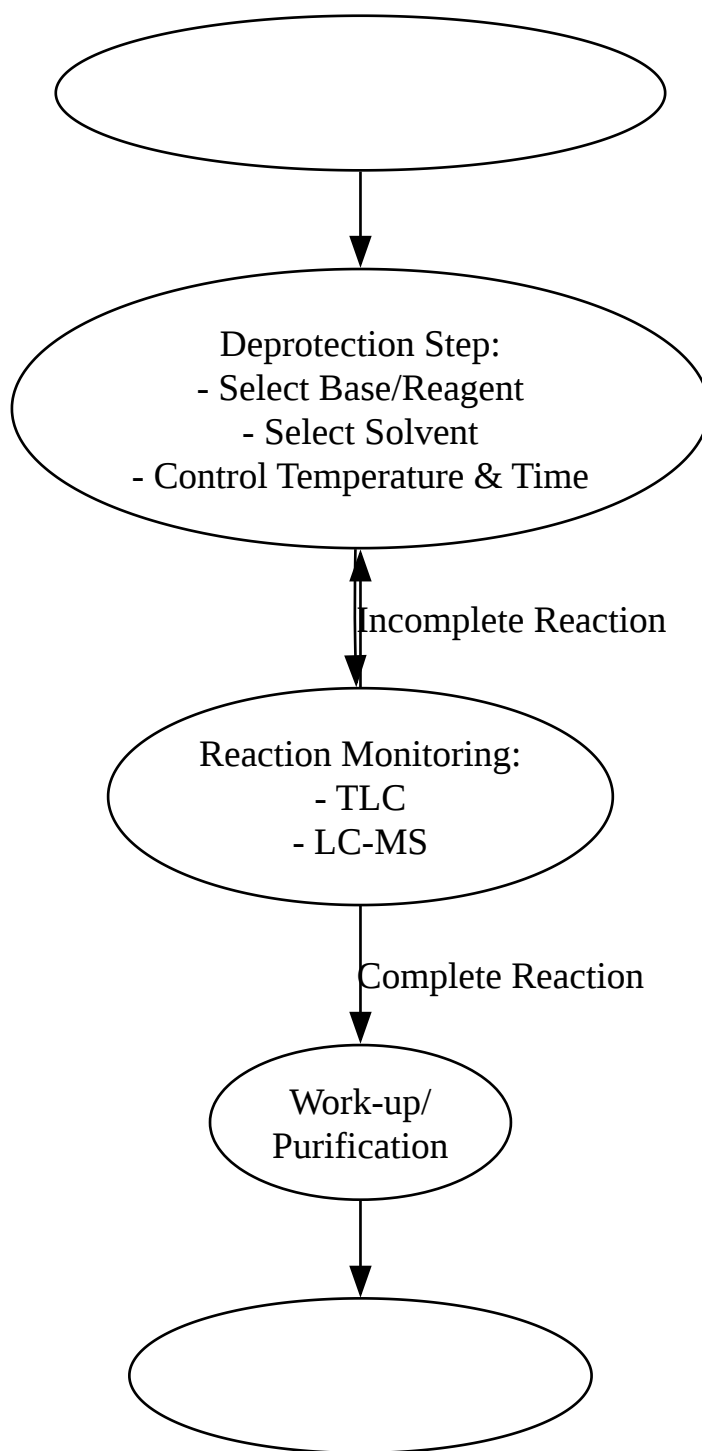 Deprotection Step:
- Select Base/Reagent
- Select Solvent
- Control Temperature & Time
Incomplete Reaction
Reaction Monitoring:
- TLC
- LC-MS
Complete Reaction
Work-up/
Purification